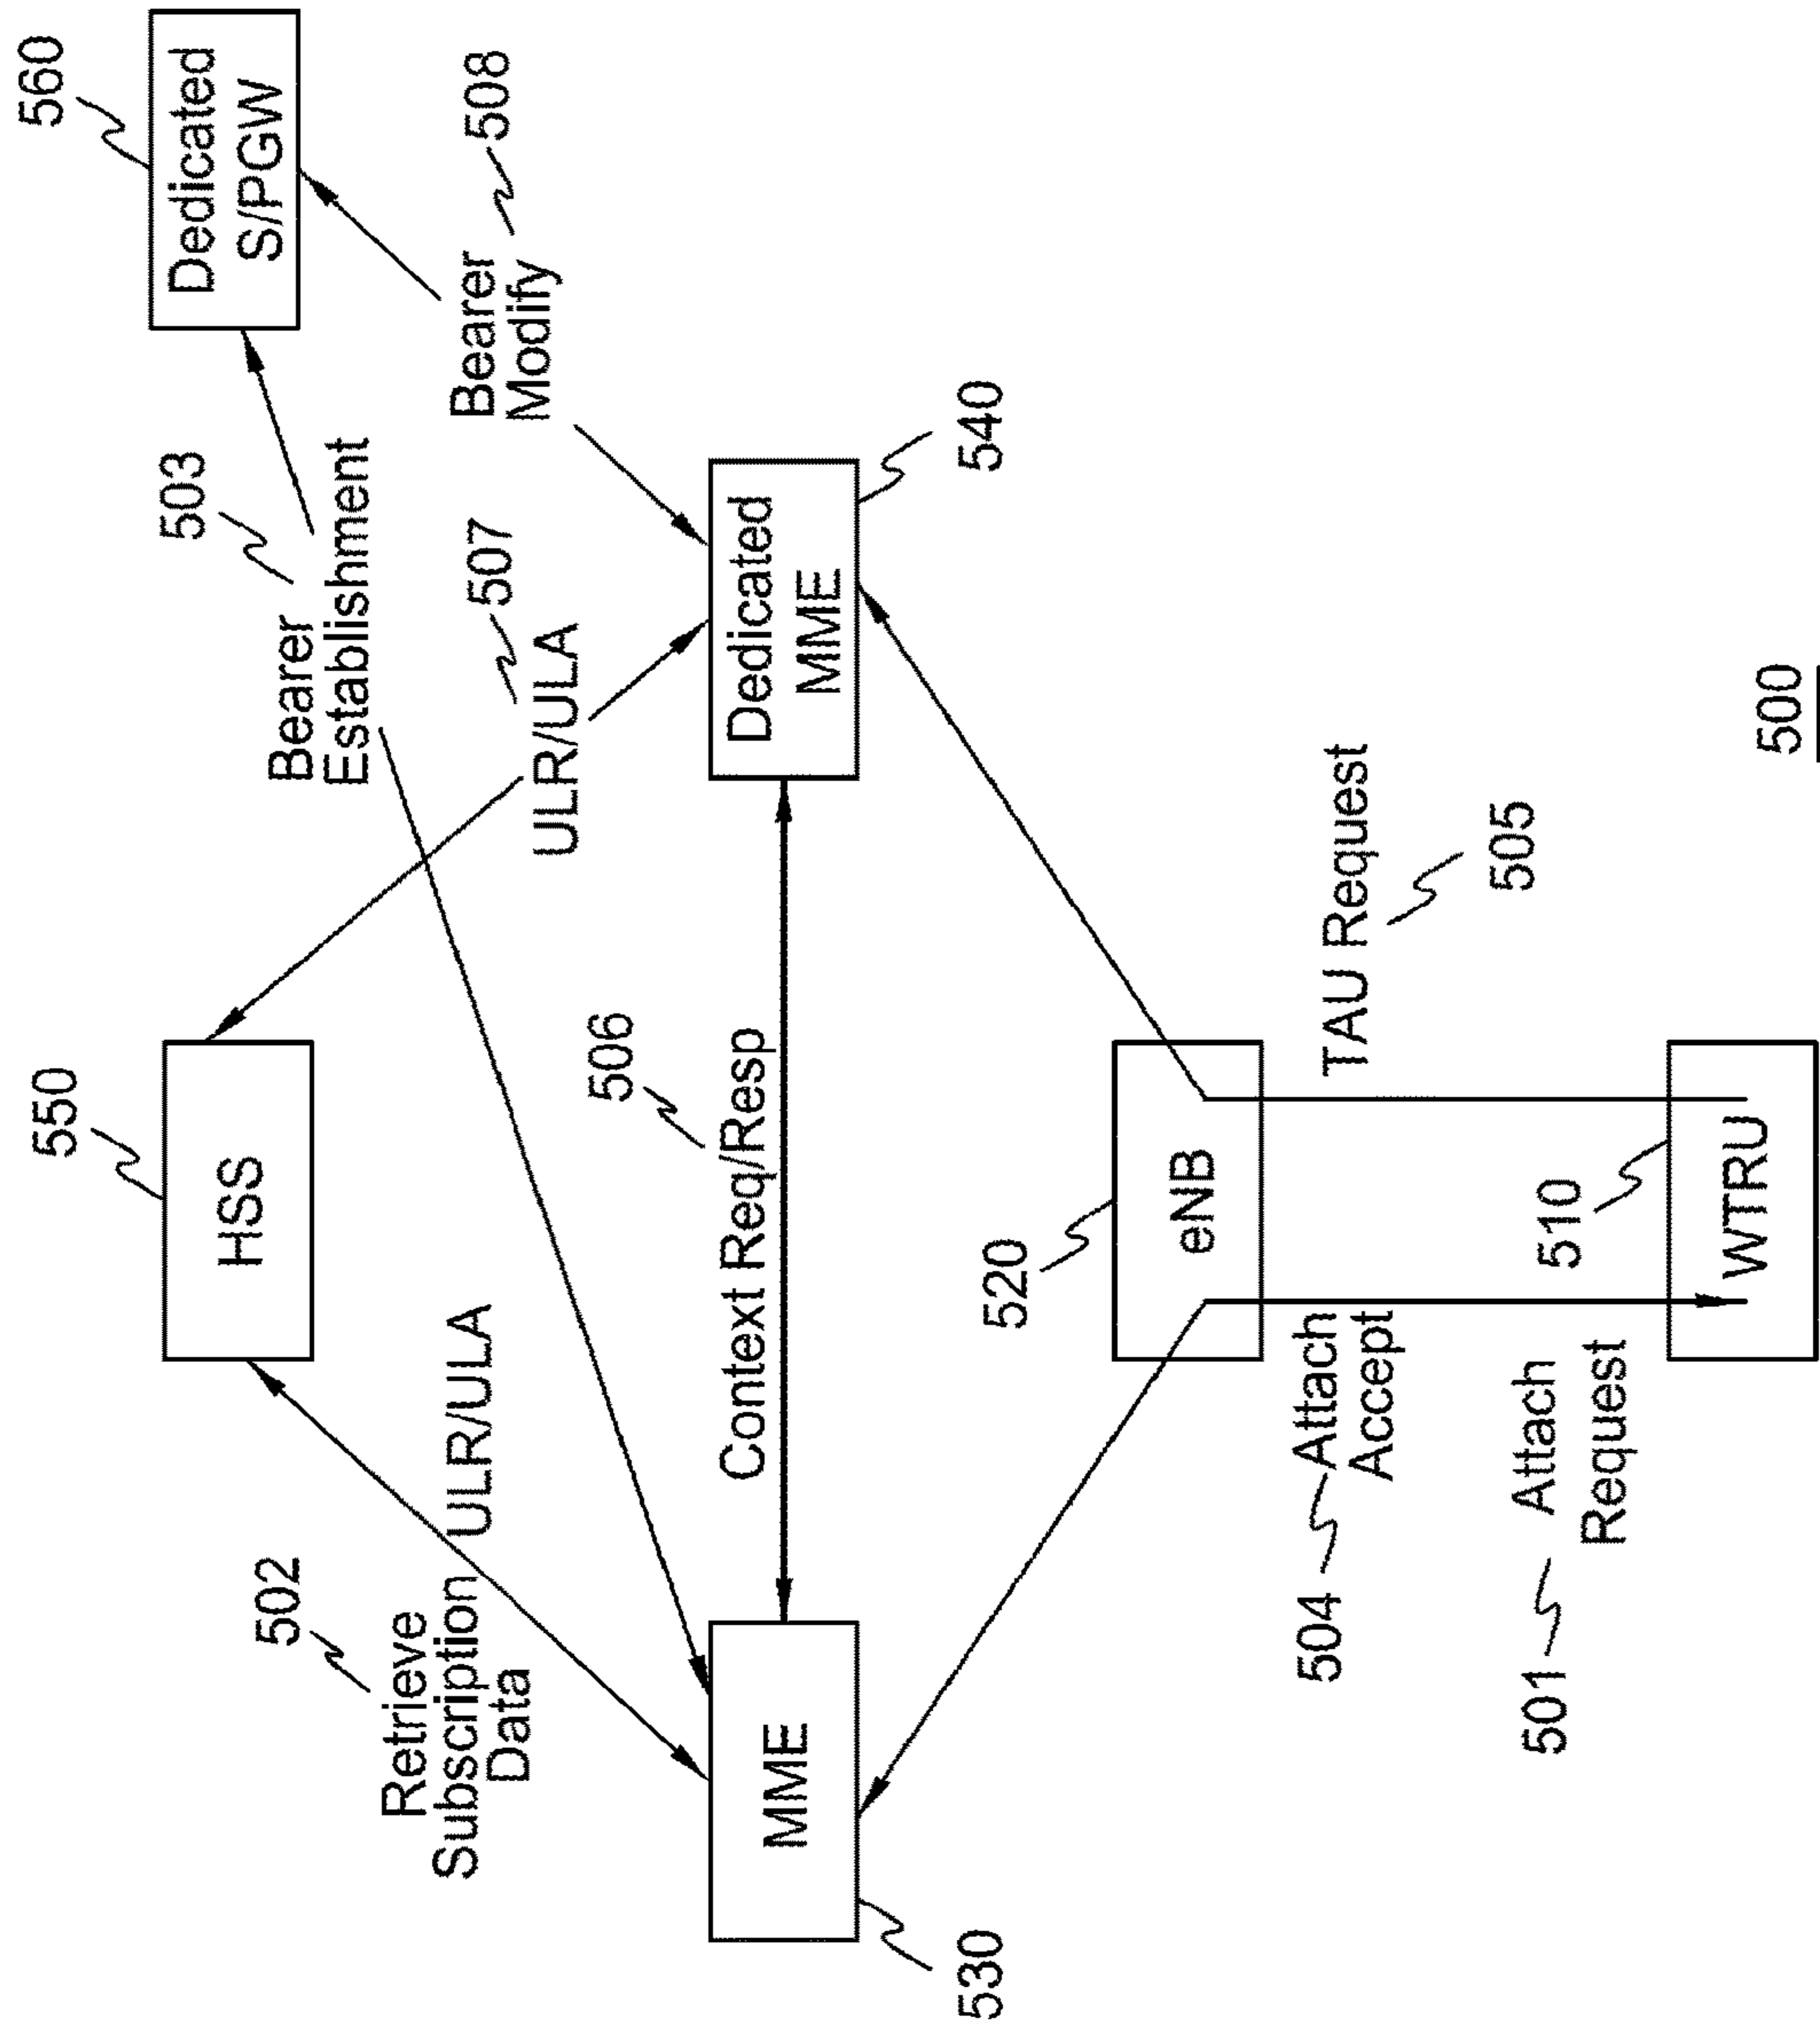 550
HSS
560
Dedicated
S/PGW
502
Retrieve
Subscription
Data
ULR/ULA
503
Bearer
Establishment
507
ULR/ULA
Bearer
Modify
508
506
Context Req/Resp
MME
530
Dedicated
MME
540
520
eNB
504
Attach
Accept
TAU Request
505
501
Attach
Request
510
WTRU
500